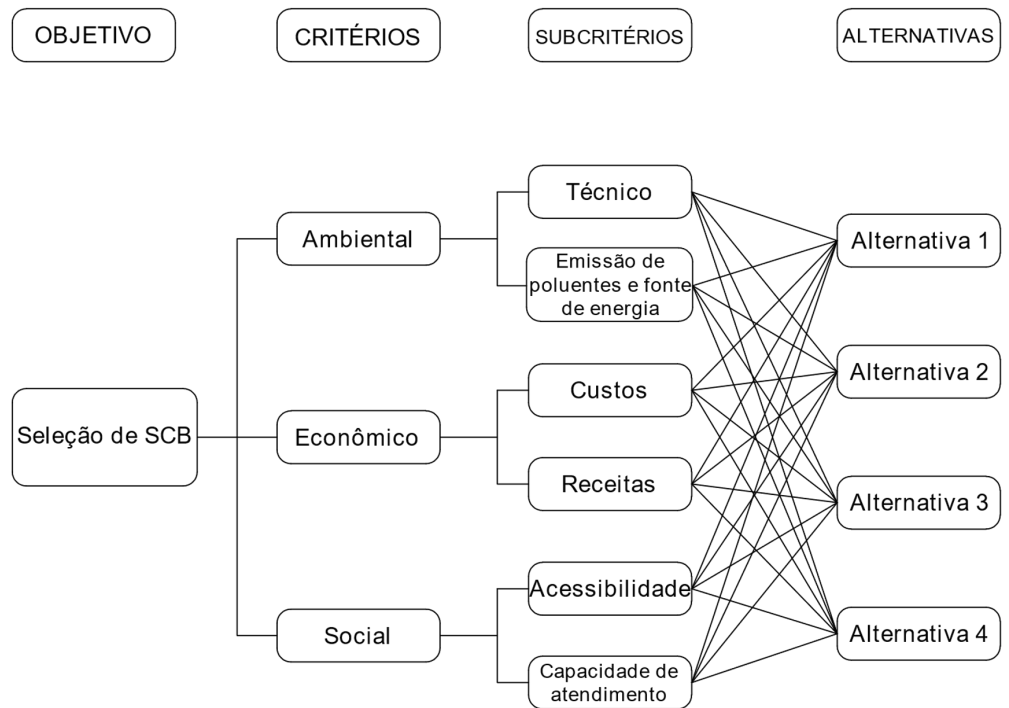 OBJETIVO
CRITÉRIOS
SUBCRITÉRIOS
ALTERNATIVAS
Seleção de SCB
Ambiental
Econômico
Social
Técnico
Emissão de
poluentes e fonte
de energia
Custos
Receitas
Acessibilidade
Capacidade de
atendimento
Alternativa 1
Alternativa 2
Alternativa 3
Alternativa 4